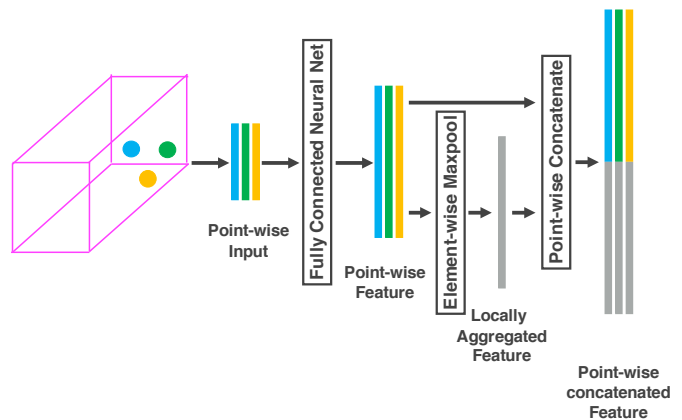 Point-wise
Input
Fully Connected Neural Net
Point-wise
Feature
Element-wise Maxpool
Locally
Aggregated
Feature
Point-wise Concatenate
Point-wise
concatenated
Feature